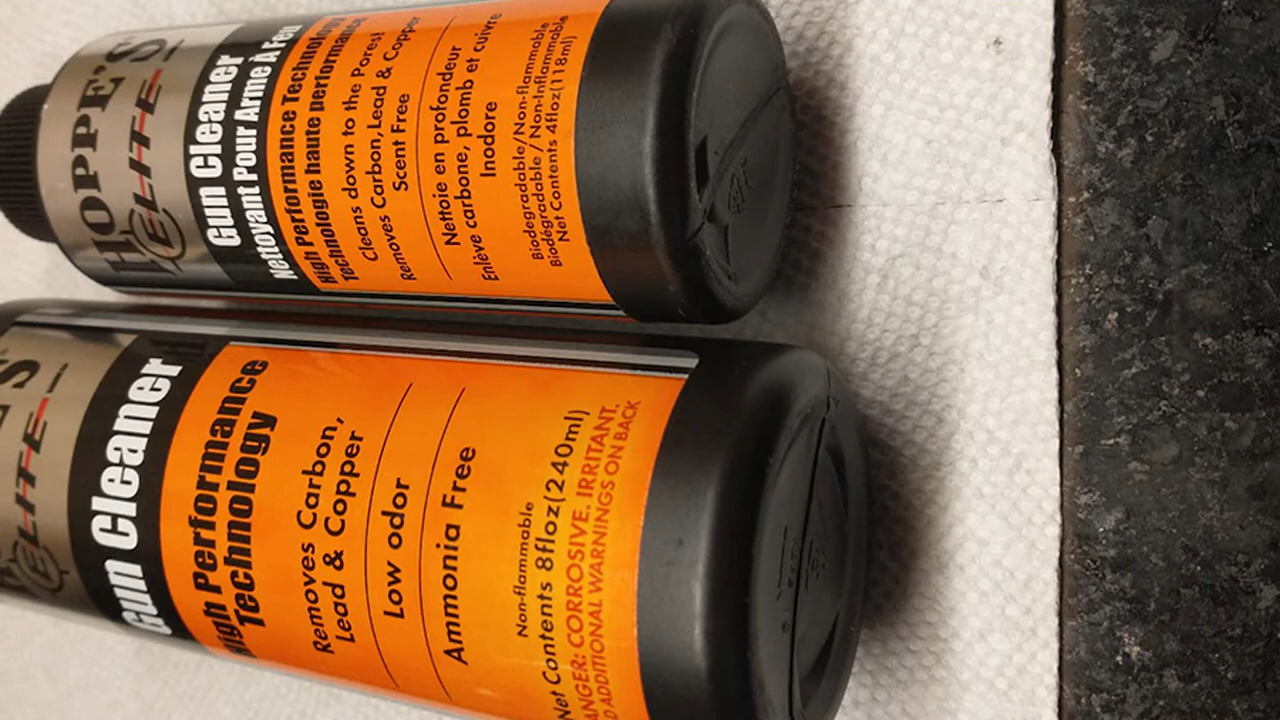 HOPPE'S
ELITE
Gun Cleaner
Nettoyant Pour Arme À Feu
High Performance Technology
Technologie haute performance
Cleans down to the Pores!
Removes Carbon, Lead & Copper
Scent Free
Nettoie en profondeur
Enlève carbone, plomb et cuivre
Inodore
Biodegradable/Non-flammable
Biodégradable / Non-Inflammable
Net Contents 4floz(118ml)
ELITE
Gun Cleaner
High Performance
Technology
Removes Carbon,
Lead & Copper
Low odor
Ammonia Free
Non-flammable
Net Contents 8floz(240ml)
ANGER: CORROSIVE. IRRITANT.
D ADDITIONAL WARNINGS ON BACK